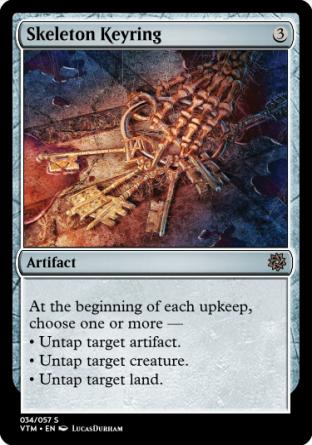 Skeleton Keyring 3
Artifact
At the beginning of each upkeep,
choose one or more —
• Untap target artifact.
• Untap target creature.
• Untap target land.
034/057 S
VTM • EN LucasDurham